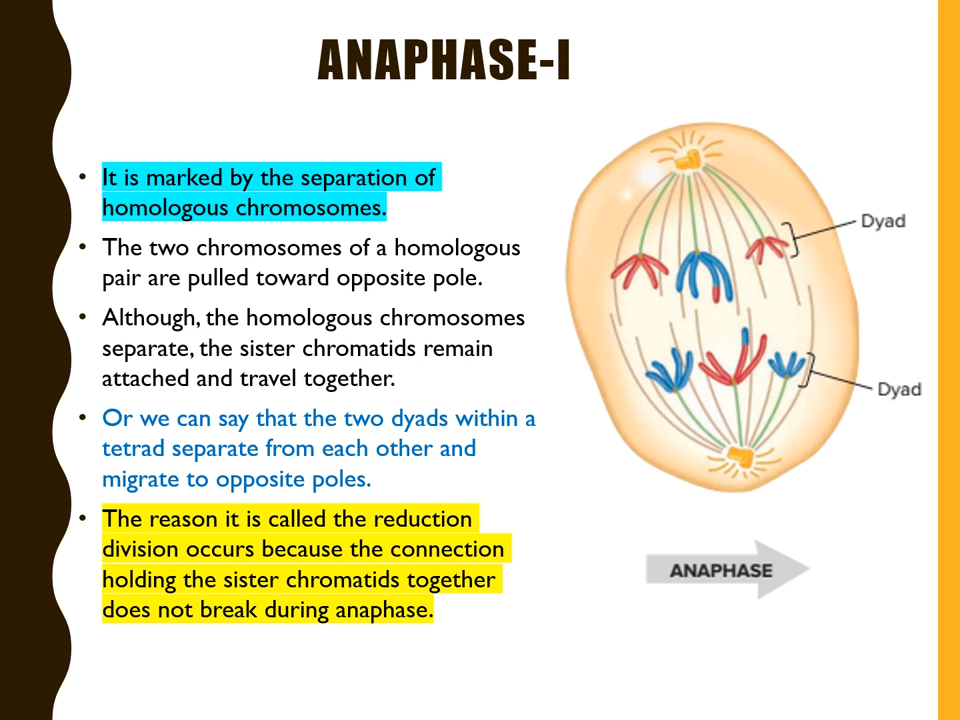 ANAPHASE-I
• It is marked by the separation of
homologous chromosomes.
• The two chromosomes of a homologous
pair are pulled toward opposite pole.
• Although, the homologous chromosomes
separate, the sister chromatids remain
attached and travel together.
• Or we can say that the two dyads within a
tetrad separate from each other and
migrate to opposite poles.
• The reason it is called the reduction
division occurs because the connection
holding the sister chromatids together
does not break during anaphase.
Dyad
Dyad
ANAPHASE